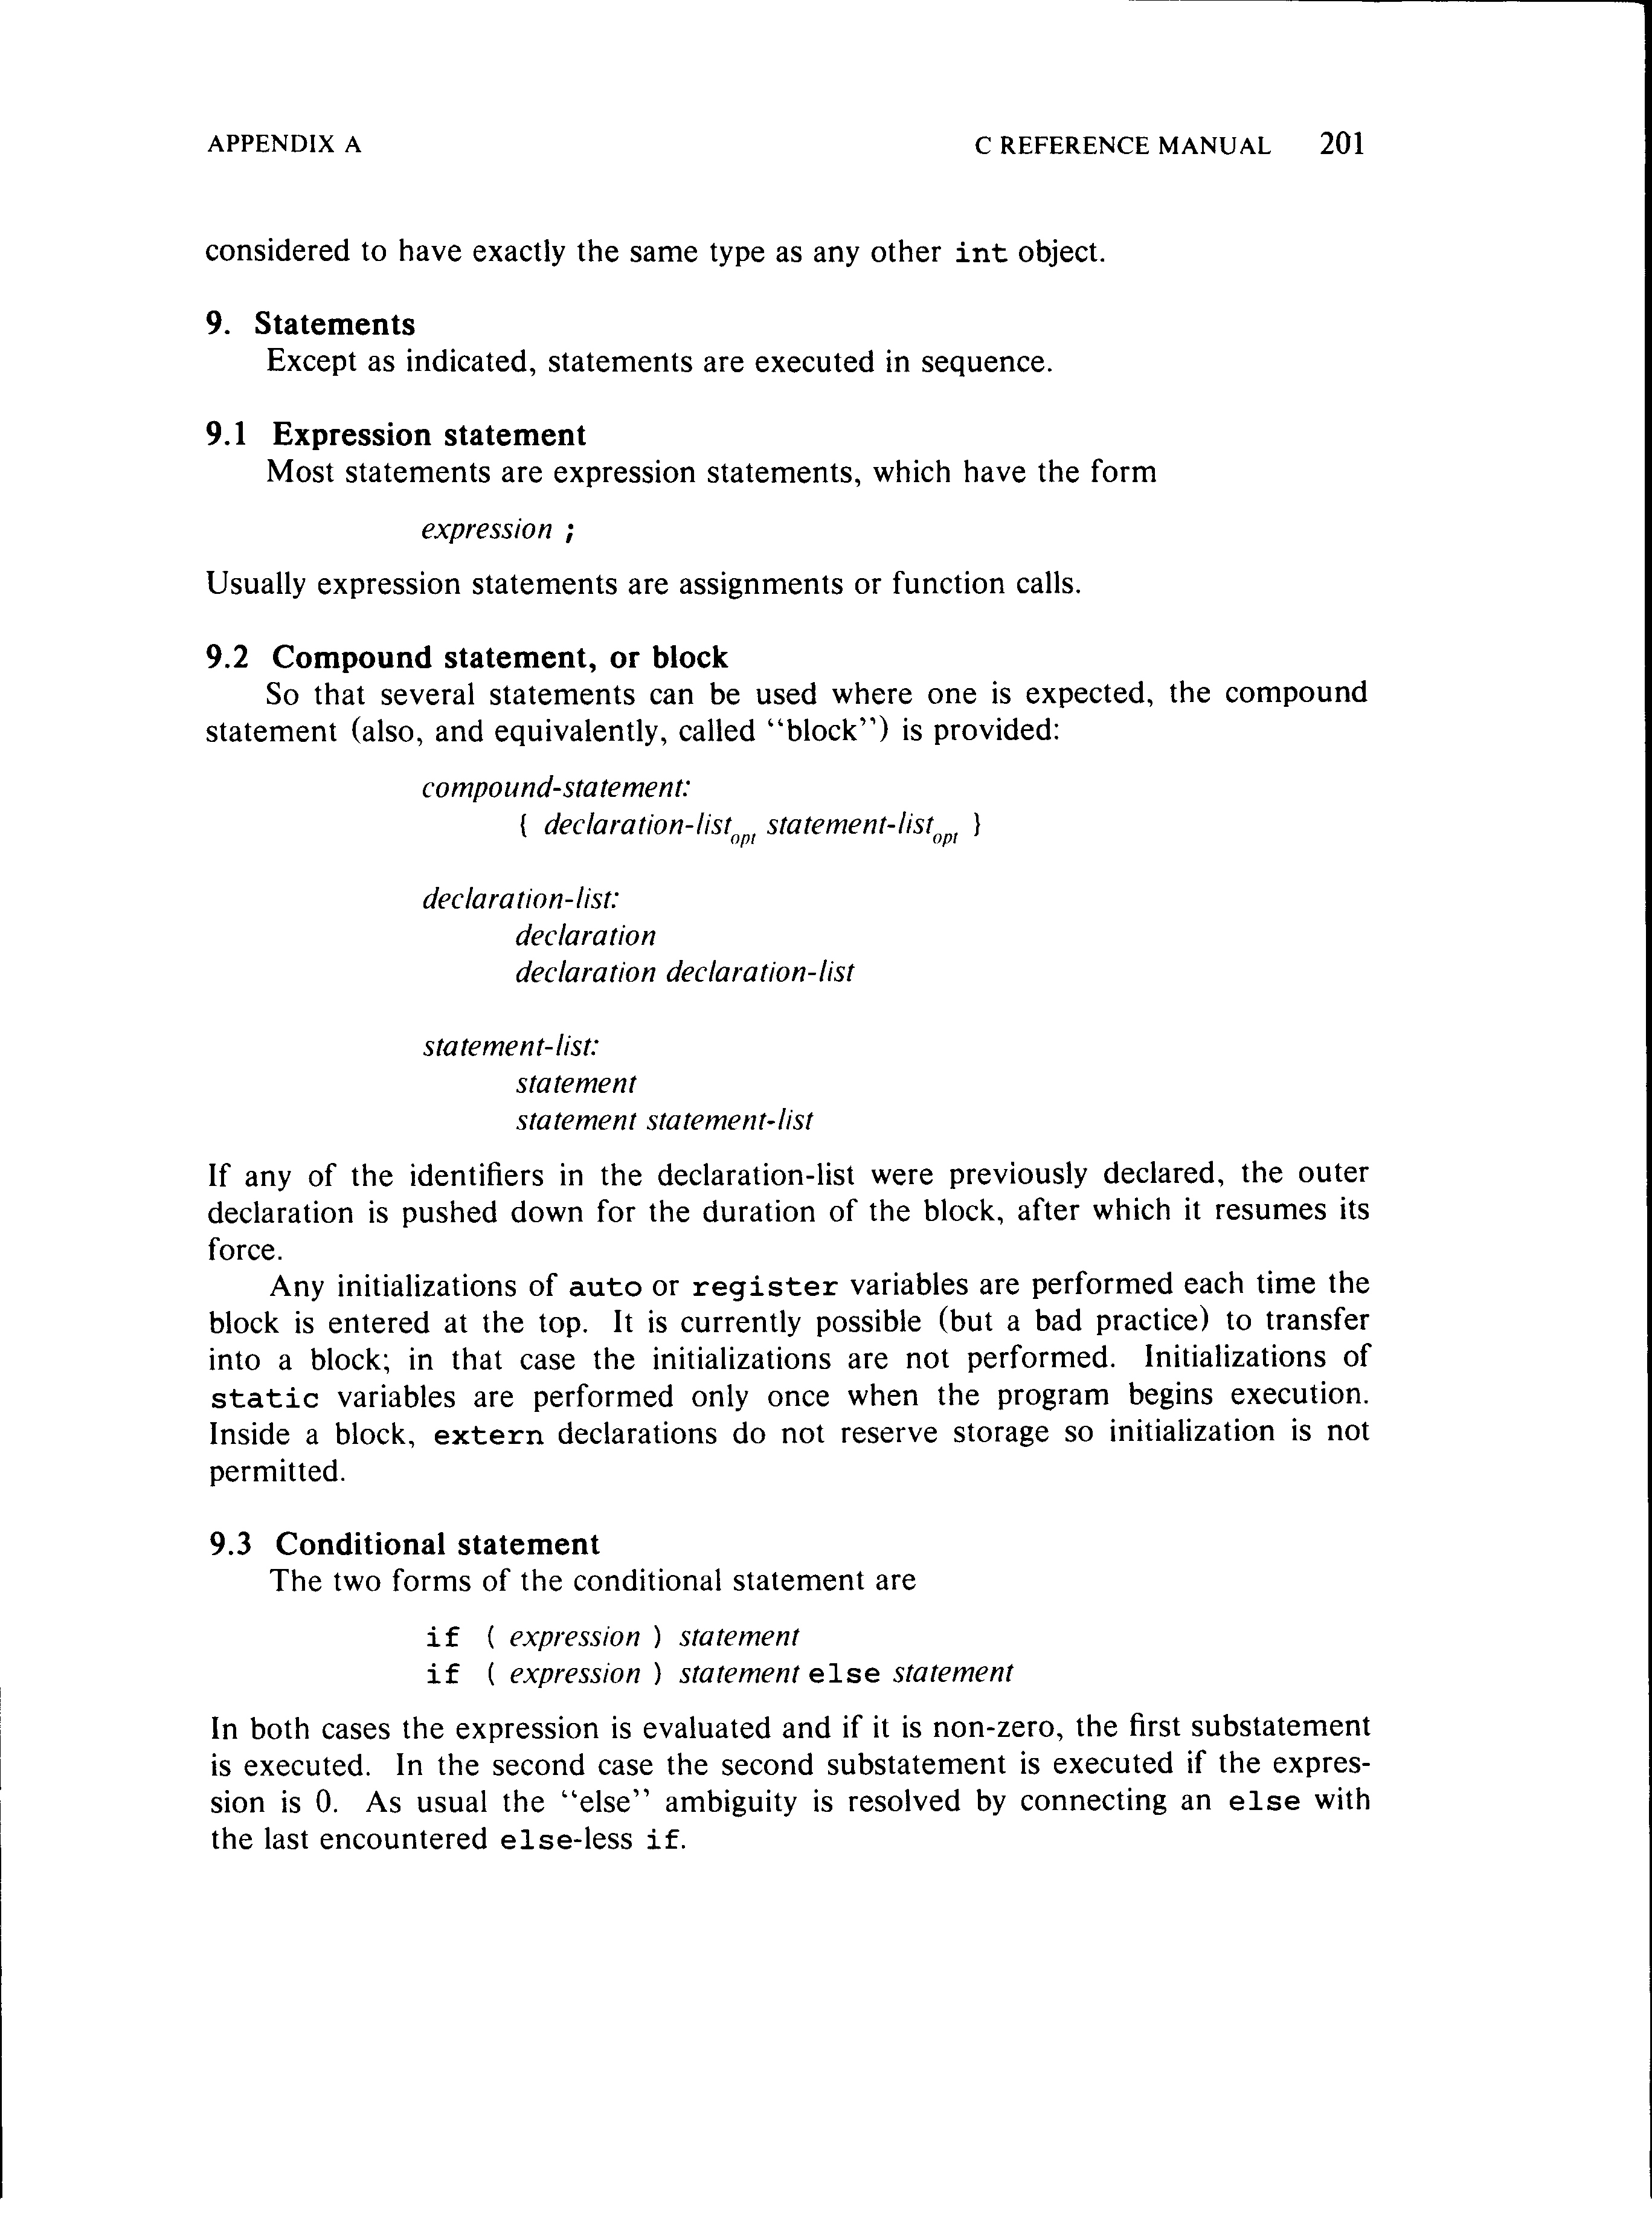 APPENDIX A C REFERENCE MANUAL 201
considered to have exactly the same type as any other int object.
9. Statements
Except as indicated, statements are executed in sequence.
9.1 Expression statement
Most statements are expression statements, which have the form
expression ;
Usually expression statements are assignments or function calls.
9.2 Compound statement, or block
So that several statements can be used where one is expected, the compound
statement (also, and equivalently, called “block”) is provided:
compound-statement:
{ declaration-list opt statement-list opt }
declaration-list:
declaration
declaration declaration-list
statement-list:
statement
statement statement-list
If any of the identifiers in the declaration-list were previously declared, the outer
declaration is pushed down for the duration of the block, after which it resumes its
force.
Any initializations of auto or register variables are performed each time the
block is entered at the top. It is currently possible (but a bad practice) to transfer
into a block; in that case the initializations are not performed. Initializations of
static variables are performed only once when the program begins execution.
Inside a block, extern declarations do not reserve storage so initialization is not
permitted.
9.3 Conditional statement
The two forms of the conditional statement are
if ( expression ) statement
if ( expression ) statement else statement
In both cases the expression is evaluated and if it is non-zero, the first substatement
is executed. In the second case the second substatement is executed if the expres-
sion is 0. As usual the “else” ambiguity is resolved by connecting an else with
the last encountered else-less if.